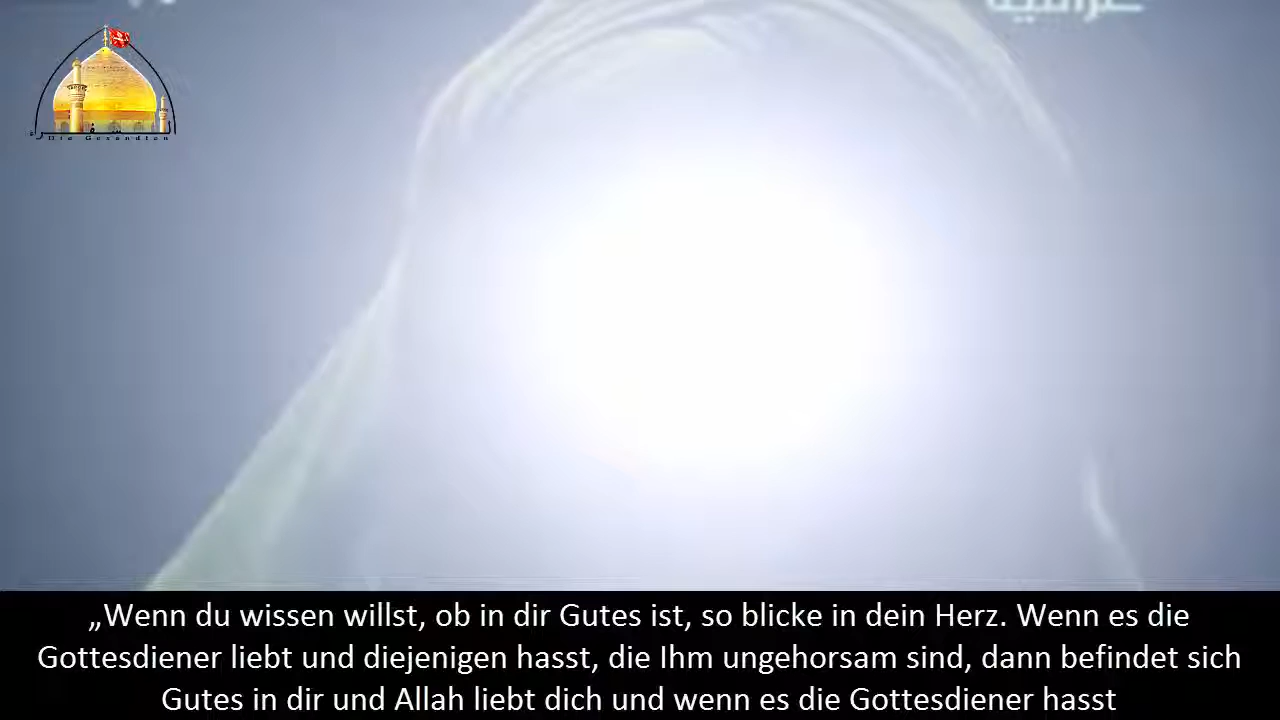 Die Gesandten
„Wenn du wissen willst, ob in dir Gutes ist, so blicke in dein Herz. Wenn es die
Gottesdiener liebt und diejenigen hasst, die Ihm ungehorsam sind, dann befindet sich
Gutes in dir und Allah liebt dich und wenn es die Gottesdiener hasst